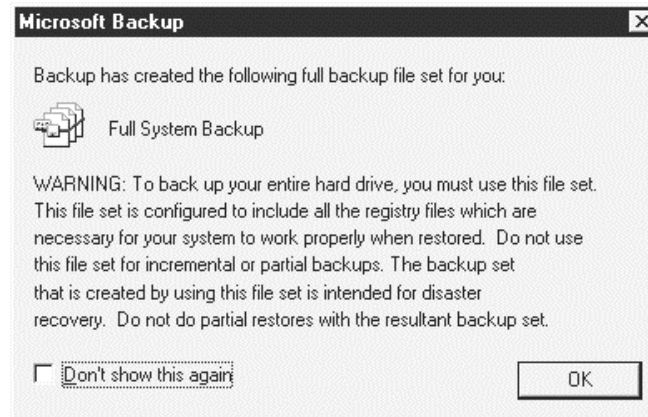 Microsoft Backup
Backup has created the following full backup file set for you:
Full System Backup
WARNING: To back up your entire hard drive, you must use this file set.
This file set is configured to include all the registry files which are
necessary for your system to work properly when restored. Do not use
this file set for incremental or partial backups. The backup set
that is created by using this file set is intended for disaster
recovery. Do not do partial restores with the resultant backup set.
Don't show this again
OK